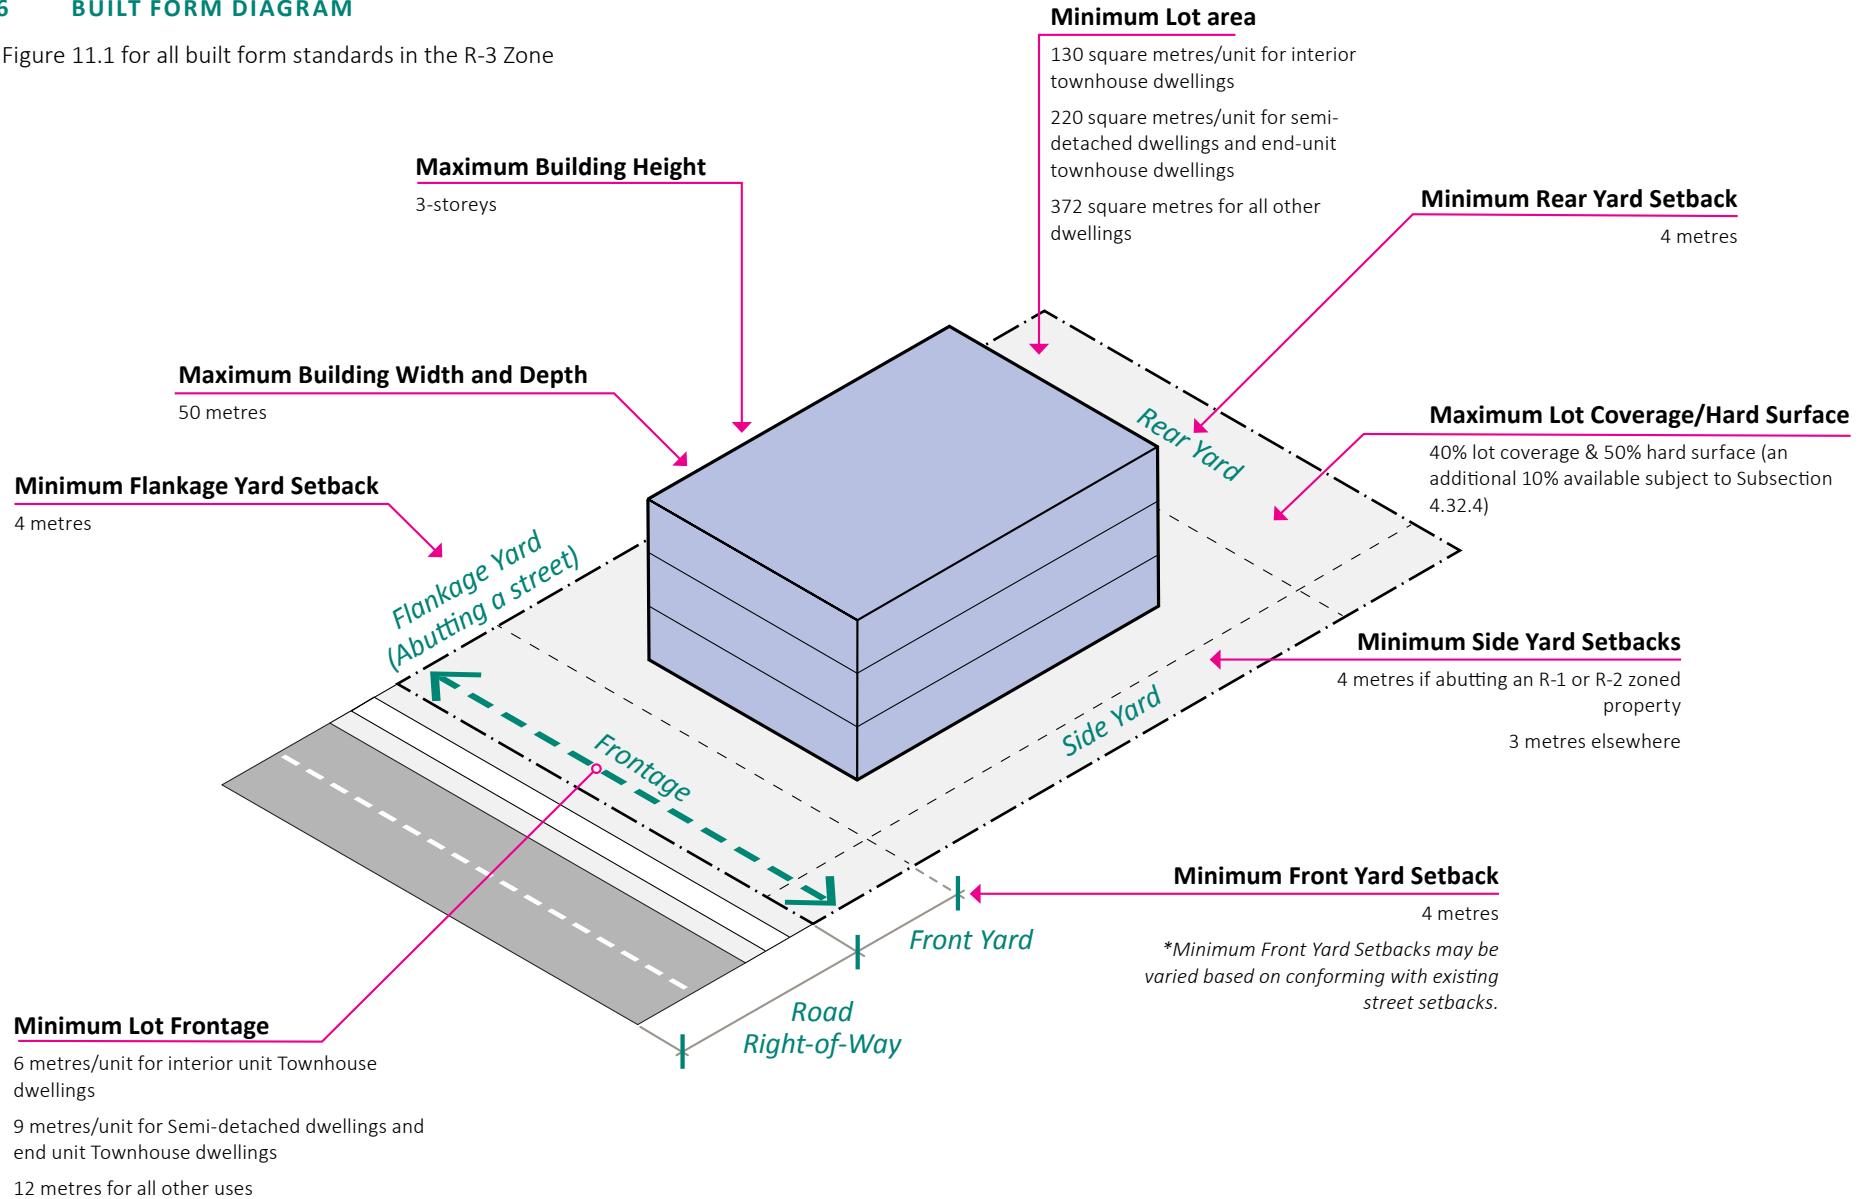 6 BUILT FORM DIAGRAM
Figure 11.1 for all built form standards in the R-3 Zone
Minimum Lot area
130 square metres/unit for interior
townhouse dwellings
220 square metres/unit for semi-
detached dwellings and end-unit
townhouse dwellings
372 square metres for all other
dwellings
Maximum Building Height
3-storeys
Minimum Rear Yard Setback
4 metres
Maximum Building Width and Depth
50 metres
Maximum Lot Coverage/Hard Surface
40% lot coverage & 50% hard surface (an
additional 10% available subject to Subsection
4.32.4)
Minimum Flankage Yard Setback
4 metres
Rear Yard
Flankage Yard
(Abutting a street)
Minimum Side Yard Setbacks
4 metres if abutting an R-1 or R-2 zoned
property
3 metres elsewhere
Side Yard
Frontage
Minimum Front Yard Setback
4 metres
*Minimum Front Yard Setbacks may be
varied based on conforming with existing
street setbacks.
Front Yard
Road
Right-of-Way
Minimum Lot Frontage
6 metres/unit for interior unit Townhouse
dwellings
9 metres/unit for Semi-detached dwellings and
end unit Townhouse dwellings
12 metres for all other uses